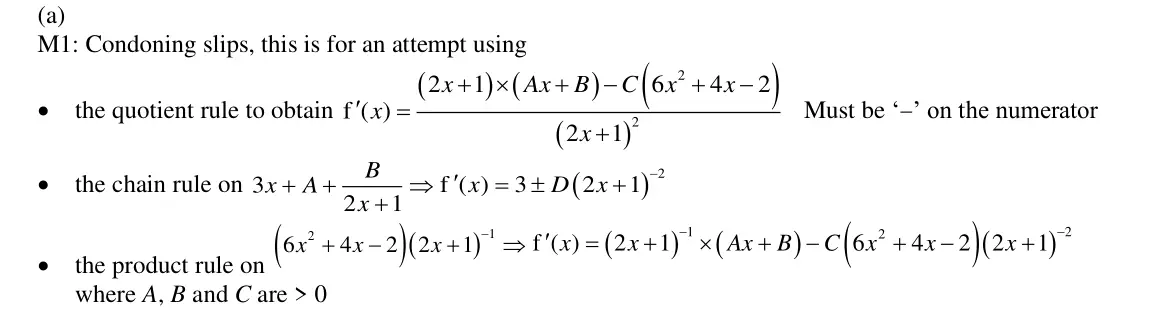 (a)
M1: Condoning slips, this is for an attempt using
• the quotient rule to obtain f′(x) = ((2x+1)×(Ax+B)−C(6x²+4x−2))/(2x+1)² Must be ‘–’ on the numerator
• the chain rule on 3x + A + B/(2x+1) ⇒ f′(x) = 3 ± D(2x+1)⁻²
• the product rule on (6x²+4x−2)(2x+1)⁻¹ ⇒ f′(x) = (2x+1)⁻¹×(Ax+B)−C(6x²+4x−2)(2x+1)⁻²
where A, B and C are > 0